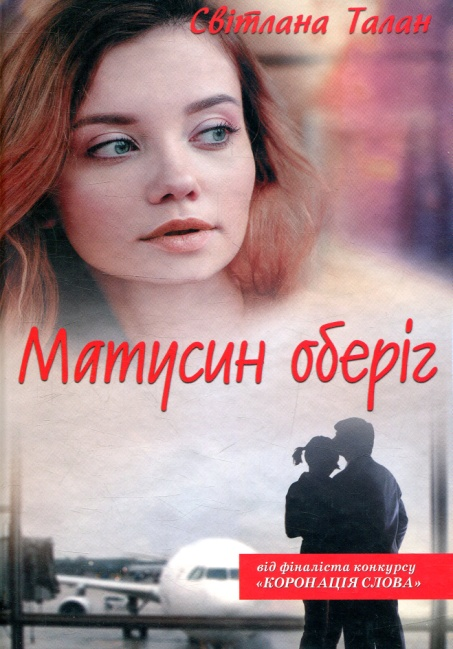 Світлана Талан
Матусин оберіг
від фіналіста конкурсу
«КОРОНАЦІЯ СЛОВА»